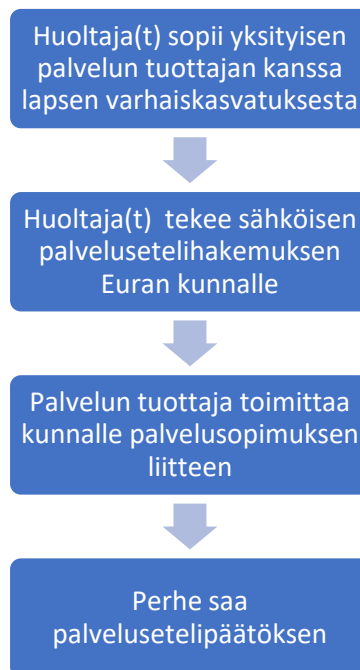 Huoltaja(t) sopii yksityisen
palvelun tuottajan kanssa
lapsen varhaiskasvatuksesta
Huoltaja(t) tekee sähköisen
palvelusetelihakemuksen
Euran kunnalle
Palvelun tuottaja toimittaa
kunnalle palvelusopimuksen
liitteen
Perhe saa
palvelusetelipäätöksen